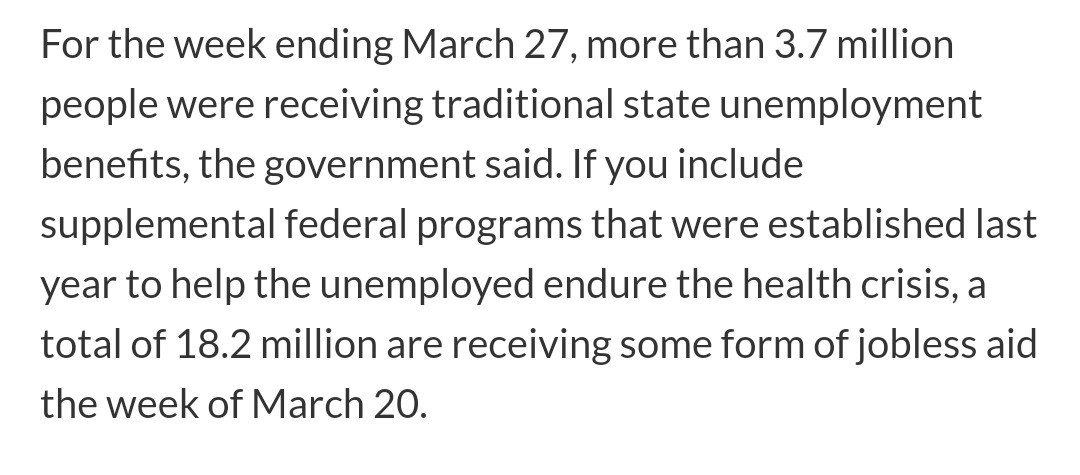 For the week ending March 27, more than 3.7 million
people were receiving traditional state unemployment
benefits, the government said. If you include
supplemental federal programs that were established last
year to help the unemployed endure the health crisis, a
total of 18.2 million are receiving some form of jobless aid
the week of March 20.